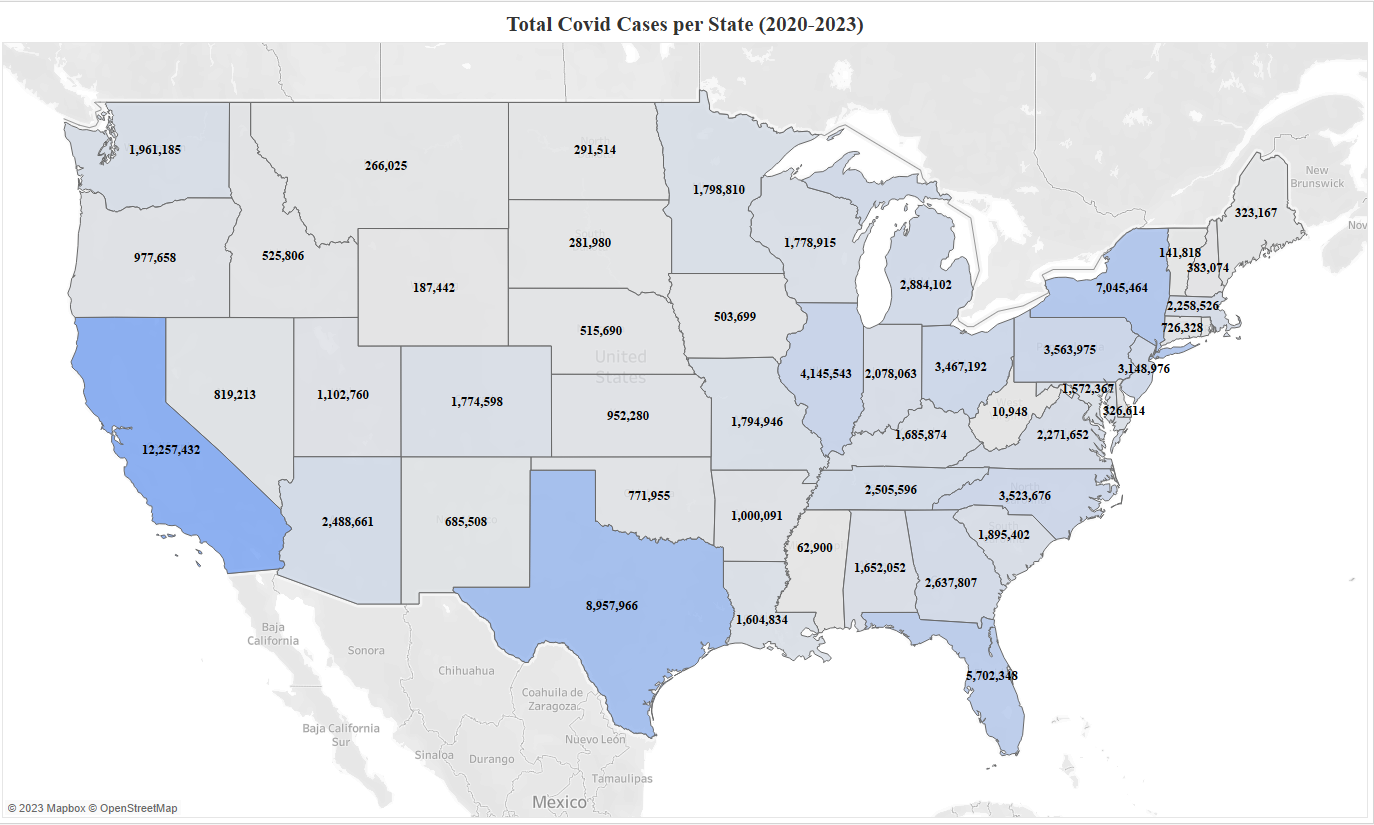 Total Covid Cases per State (2020-2023)
1,961,185
266,025
291,514
1,798,810
New
Brunswick
323,167
Nov
977,658
525,806
281,980
1,778,915
141,818
383,074
187,442
2,884,102
7,045,464
2,258,526
515,690
503,699
726,328
United
States
3,563,975
819,213
1,102,760
1,774,598
4,145,543
2,078,063
3,467,192
3,148,976
1,572,367
952,280
1,794,946
10,948
326,614
12,257,432
1,685,874
2,271,652
2,488,661
685,508
771,955
2,505,596
North
3,523,676
1,000,091
62,900
1,895,402
1,652,052
2,637,807
8,957,966
1,604,834
5,702,348
Baja
California
Sonora
Chihuahua
Coahuila de
Zaragoza
Baja California
Sur
Nuevo León
Sinaloa
Durango
Tamaulipas
Mexico
© 2023 Mapbox © OpenStreetMap